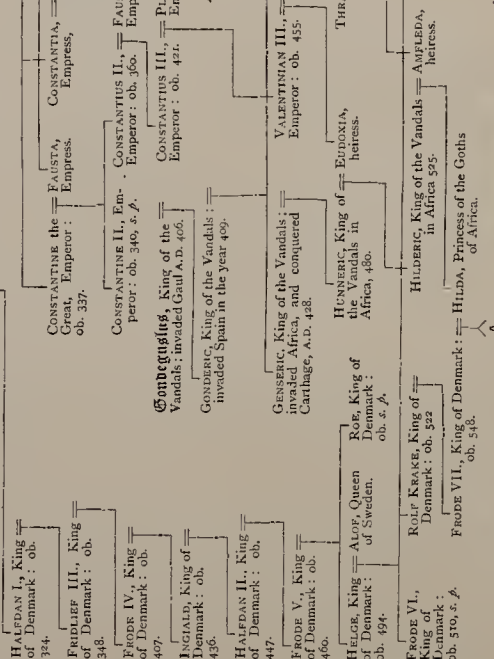 HALFDAN I., King
of Denmark : ob.
324.
FRIDLIEF III., King
of Denmark : ob.
348.
FRODE IV., King
of Denmark : ob.
407.
INGIALD, King of
Denmark : ob.
436.
HALFDAN II., King
of Denmark : ob.
447.
FRODE V., King
of Denmark : ob.
460.
HELGE, King
of Denmark :
ob. 494.
ALOF, Queen
of Sweden.
ROE, King of
Denmark :
ob. s. p.
FRODE VI.,
King of
Denmark :
ob. 510, s. p.
ROLF KRAKE, King of
Denmark : ob. 522
FRODE VII., King of Denmark :
ob. 548.
HILDA, Princess of the Goths
of Africa.
CONSTANTINE the
Great, Emperor :
ob. 337.
FAUSTA,
Empress.
CONSTANTIA,
Empress,
CONSTANTINE II., Em-
peror : ob. 340, s. p.
CONSTANTIUS II.,
Emperor : ob. 360.
FAU
Emp
Gondeguslus, King of the
Vandals : invaded Gaul A.D. 406.
CONSTANTIUS III.,
Emperor : ob. 421.
PL
GONDERIC, King of the Vandals :
invaded Spain in the year 409.
GENSERIC, King of the Vandals :
invaded Africa, and conquered
Carthage, A.D. 428.
VALENTINIAN III.,
Emperor : ob. 455.
HUNNERIC, King of
the Vandals in
Africa, 480.
EUDOXIA,
heiress.
THR
HILDERIC, King of the Vandals
in Africa 525.
AMFLEDA,
heiress.
A